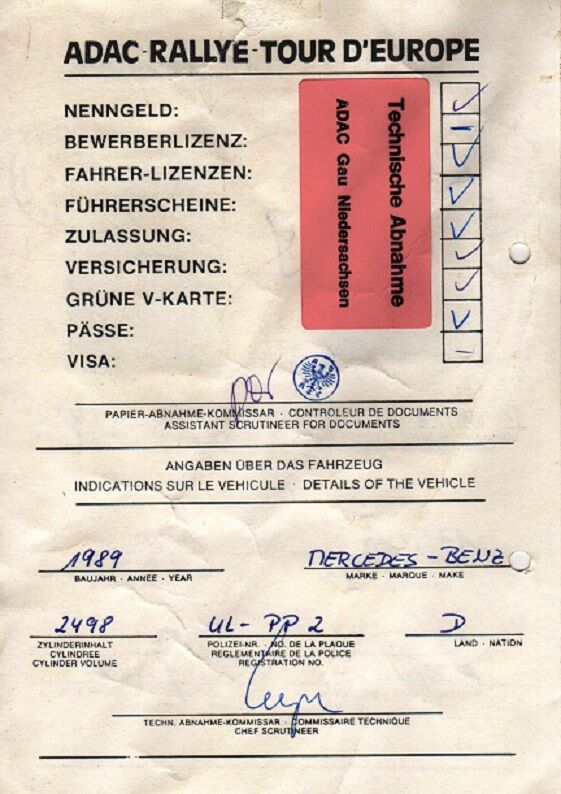 ADAC-RALLYE-TOUR D'EUROPE
NENNGELD:
BEWERBERLIZENZ:
FAHRER-LIZENZEN:
FÜHRERSCHEINE:
ZULASSUNG:
VERSICHERUNG:
GRÜNE V-KARTE:
PÄSSE:
VISA:
Technische Abnahme
ADAC Gau Niedersachsen
PAPIER-ABNAHME-KOMMISSAR · CONTROLEUR DE DOCUMENTS
ASSISTANT SCRUTINEER FOR DOCUMENTS
ANGABEN ÜBER DAS FAHRZEUG
INDICATIONS SUR LE VEHICULE · DETAILS OF THE VEHICLE
1989 MERCEDES-BENZ
BAUJAHR · ANNEE · YEAR MARKE · MARQUE · MAKE
2498 UL-PP 2 D
ZYLINDERINHALT POLIZEI-NR. · NO. DE LA PLAQUE LAND · NATION
CYLINDREE REGLEMENTAIRE DE LA POLICE
CYLINDER VOLUME REGISTRATION NO.
TECHN. ABNAHME-KOMMISSAR · COMMISSAIRE TECHNIQUE
CHEF SCRUTINEER